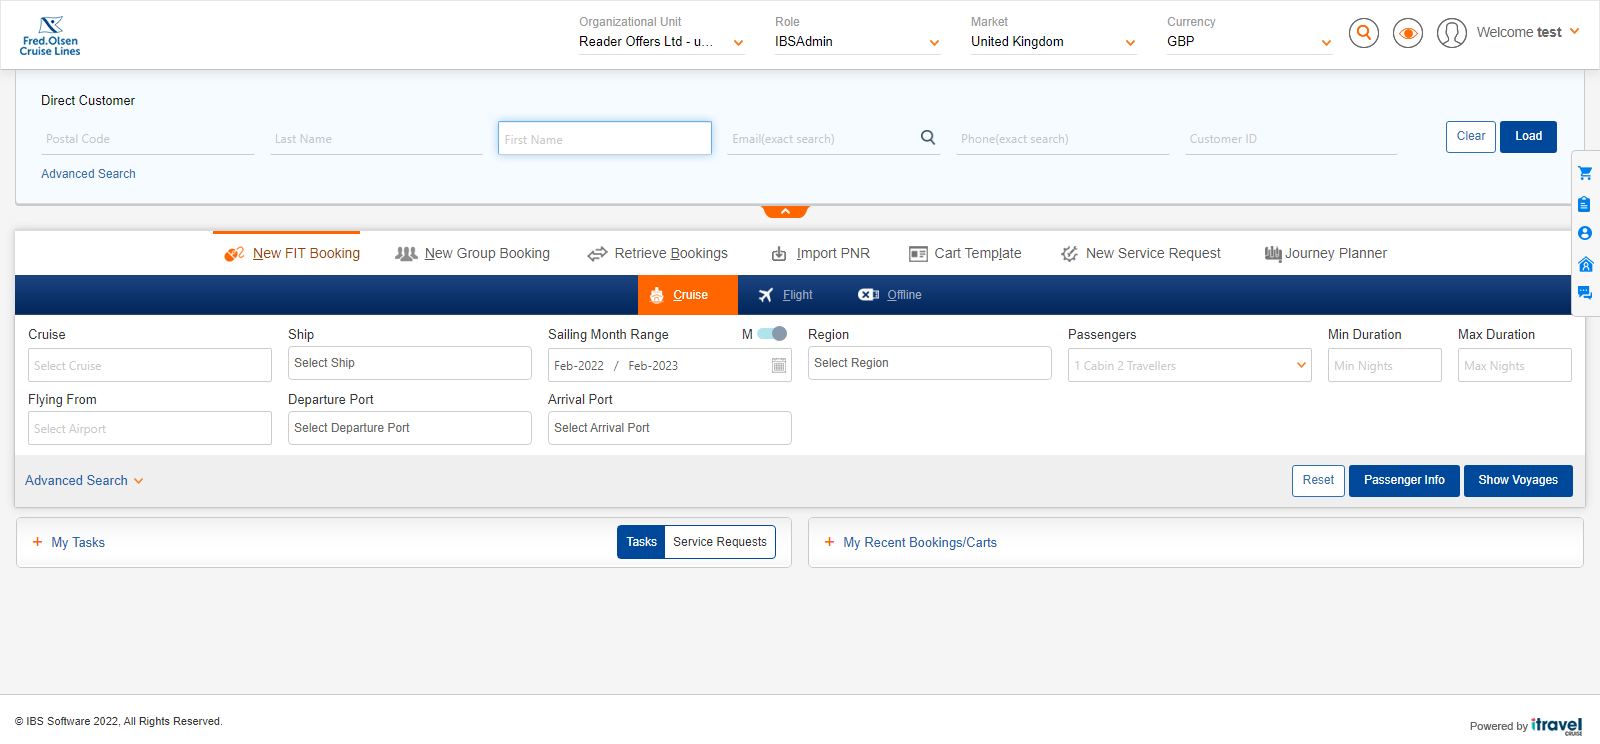 Fred.Olsen
Cruise Lines
Organizational Unit
Reader Offers Ltd - u...
Role
IBSAdmin
Market
United Kingdom
Currency
GBP
Welcome test
Direct Customer
Postal Code
Last Name
First Name
Email(exact search)
Phone(exact search)
Customer ID
Clear
Load
Advanced Search
New FIT Booking
New Group Booking
Retrieve Bookings
Import PNR
Cart Template
New Service Request
Journey Planner
Cruise
Flight
Offline
Cruise
Ship
Sailing Month Range
M
Region
Passengers
Min Duration
Max Duration
Select Cruise
Select Ship
Feb-2022 / Feb-2023
Select Region
1 Cabin 2 Travellers
Min Nights
Max Nights
Flying From
Departure Port
Arrival Port
Select Airport
Select Departure Port
Select Arrival Port
Advanced Search
Reset
Passenger Info
Show Voyages
+ My Tasks
Tasks
Service Requests
+ My Recent Bookings/Carts
© IBS Software 2022, All Rights Reserved.
Powered by itravel
CRUISE